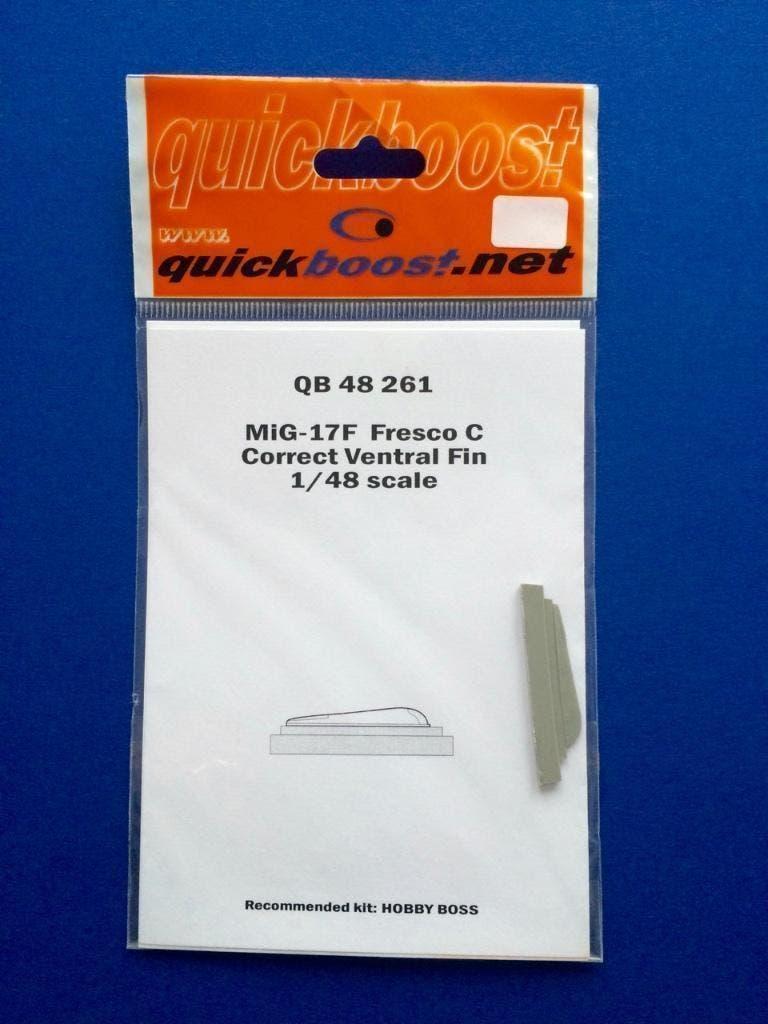 quickboost
www.
quickboost.net
QB 48 261
MiG-17F Fresco C
Correct Ventral Fin
1/48 scale
Recommended kit: HOBBY BOSS